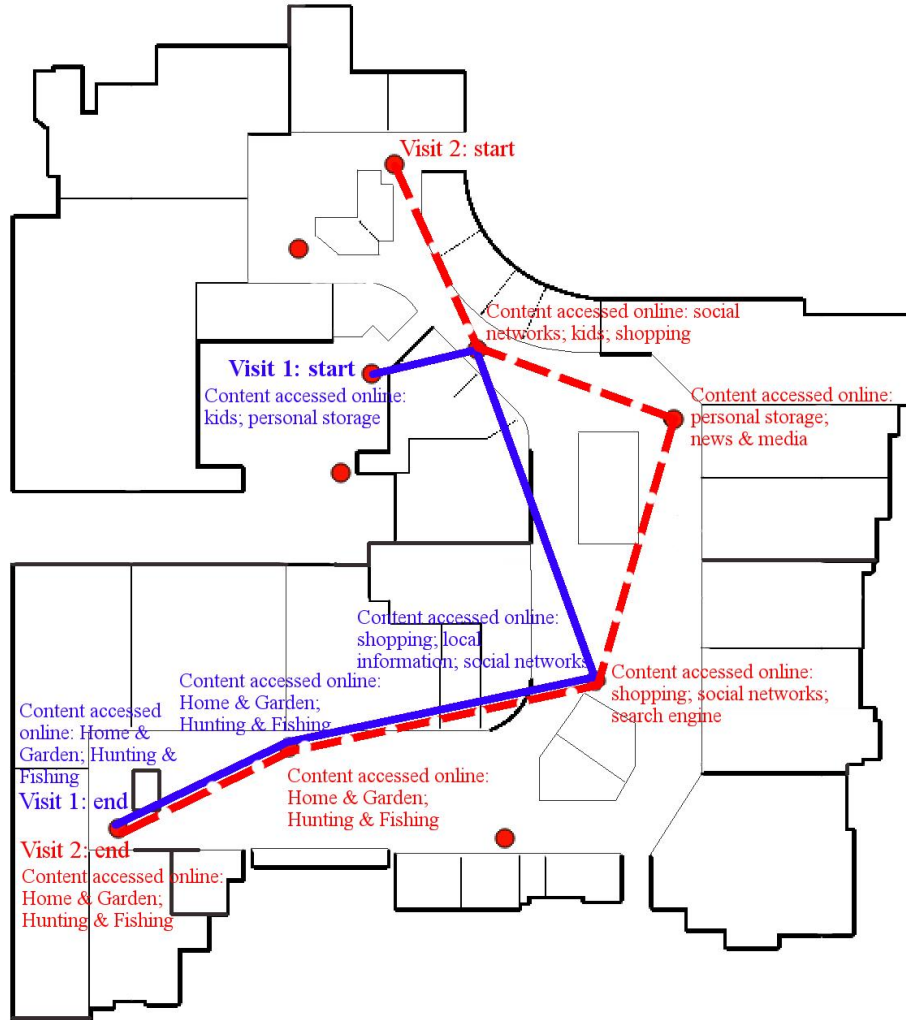 Visit 2: start
Content accessed online: social
networks; kids; shopping
Visit 1: start
Content accessed online:
kids; personal storage
Content accessed online:
personal storage;
news & media
Content accessed online:
shopping; local
information; social networks
Content accessed online:
shopping; social networks;
search engine
Content accessed online:
Home & Garden;
Hunting & Fishing
Content accessed
online: Home &
Garden; Hunting &
Fishing
Visit 1: end
Content accessed online:
Home & Garden;
Hunting & Fishing
Visit 2: end
Content accessed online:
Home & Garden;
Hunting & Fishing